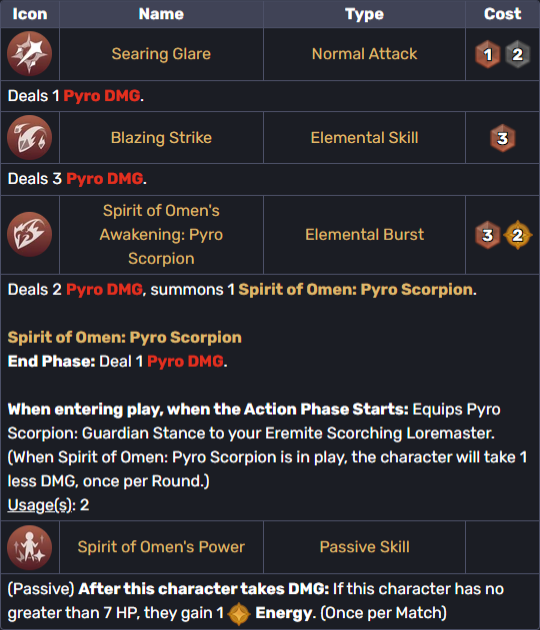 Icon Name Type Cost
Searing Glare Normal Attack 1 2
Deals 1 Pyro DMG.
Blazing Strike Elemental Skill 3
Deals 3 Pyro DMG.
Spirit of Omen's
Awakening: Pyro
Scorpion
Elemental Burst 3 2
Deals 2 Pyro DMG, summons 1 Spirit of Omen: Pyro Scorpion.
Spirit of Omen: Pyro Scorpion
End Phase: Deal 1 Pyro DMG.
When entering play, when the Action Phase Starts: Equips Pyro
Scorpion: Guardian Stance to your Eremite Scorching Loremaster.
(When Spirit of Omen: Pyro Scorpion is in play, the character will take 1
less DMG, once per Round.)
Usage(s): 2
Spirit of Omen's Power Passive Skill
(Passive) After this character takes DMG: If this character has no
greater than 7 HP, they gain 1 Energy. (Once per Match)